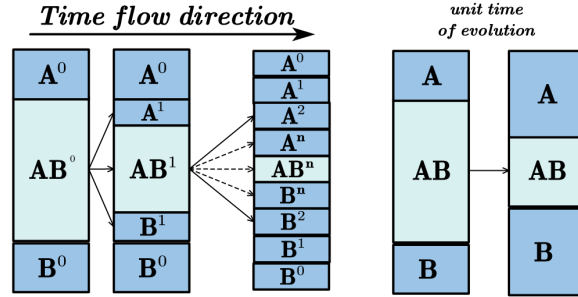 Time flow direction
unit time
of evolution
A⁰
AB⁰
B⁰
A⁰
A¹
AB¹
B¹
B⁰
A⁰
A¹
A²
Aⁿ
ABⁿ
Bⁿ
B²
B¹
B⁰
A
AB
B
A
AB
B